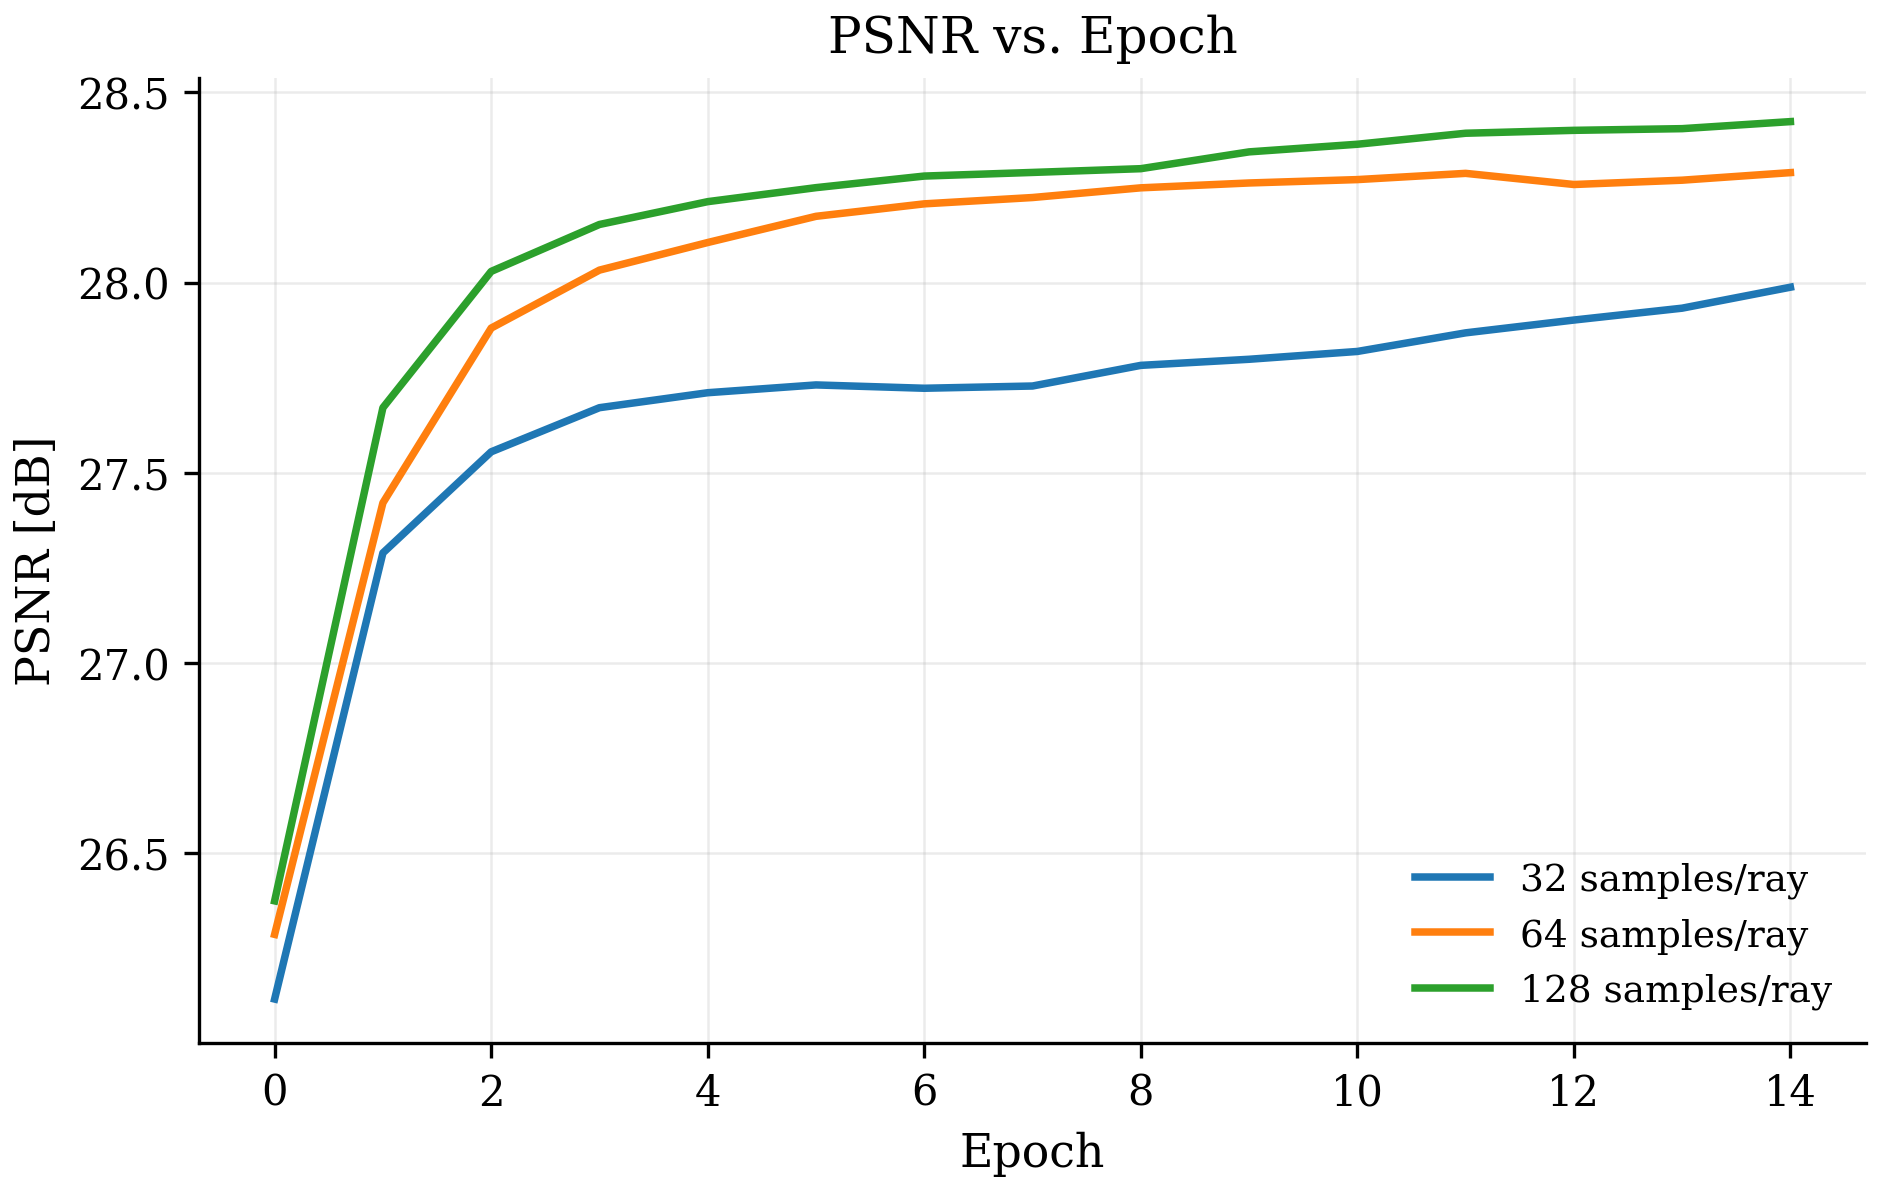 PSNR vs. Epoch
28.5
28.0
27.5
27.0
26.5
PSNR [dB]
32 samples/ray
64 samples/ray
128 samples/ray
0 2 4 6 8 10 12 14
Epoch